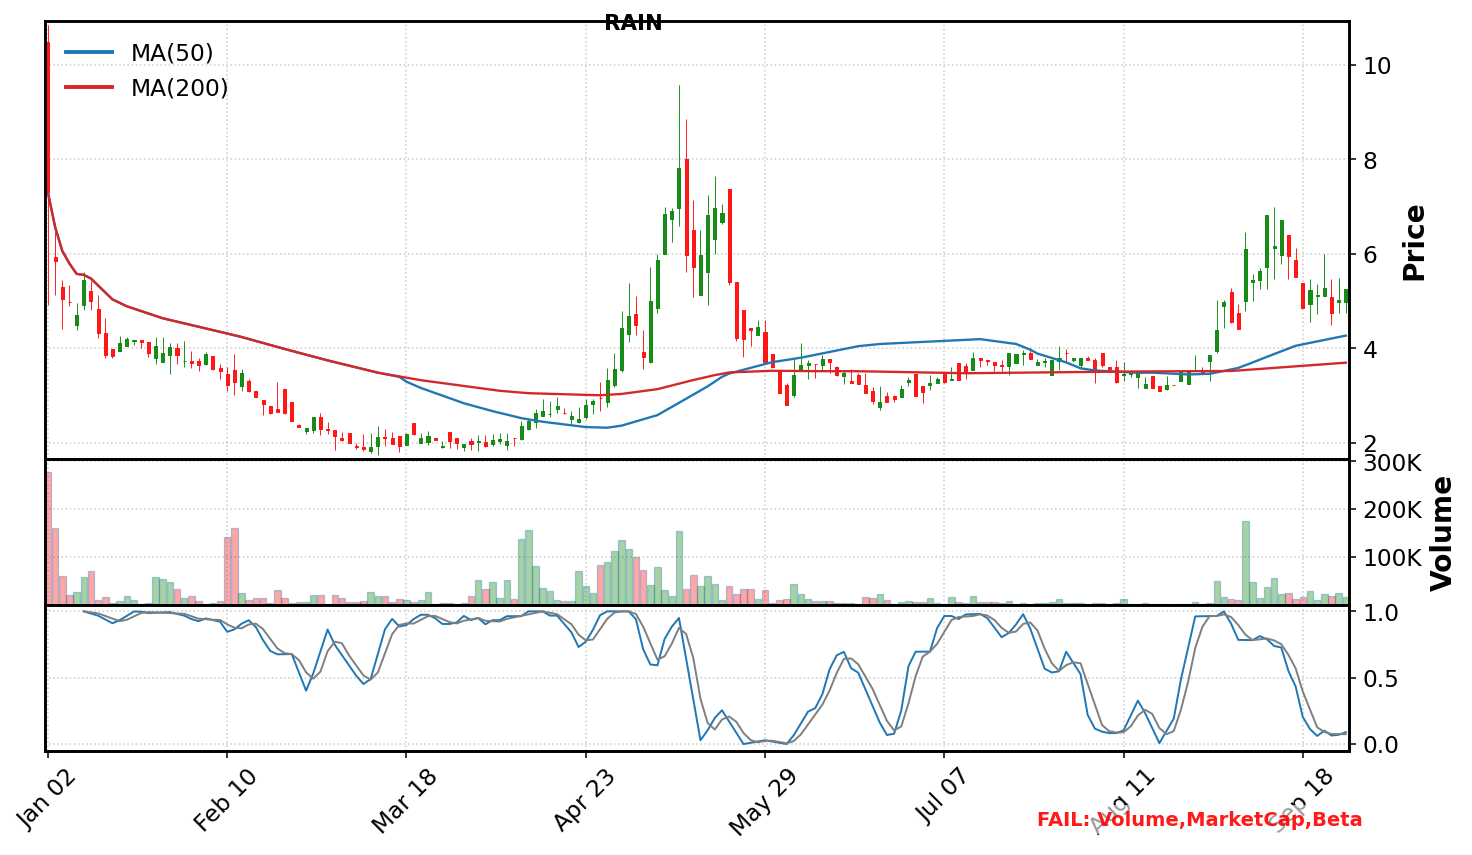 RAIN
MA(50)
MA(200)
10
8
6
4
2
Price
300K
200K
100K
Volume
1.0
0.5
0.0
Jan 02
Feb 10
Mar 18
Apr 23
May 29
Jul 07
Aug 11
Sep 18
FAIL: Volume,MarketCap,Beta